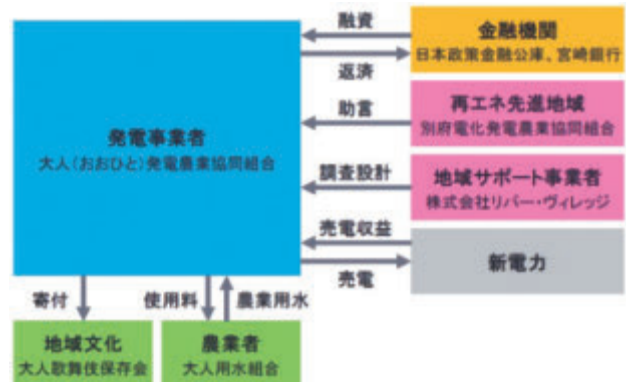 融資
金融機関
日本政策金融公庫、宮崎銀行
返済
発電事業者
大人(おおひと)発電農業協同組合
助言
再エネ先進地域
別府電化発電農業協同組合
調査設計
地域サポート事業者
株式会社リバー・ヴィレッジ
売電収益
新電力
売電
寄付
使用料
農業用水
地域文化
大人歌舞伎保存会
農業者
大人用水組合